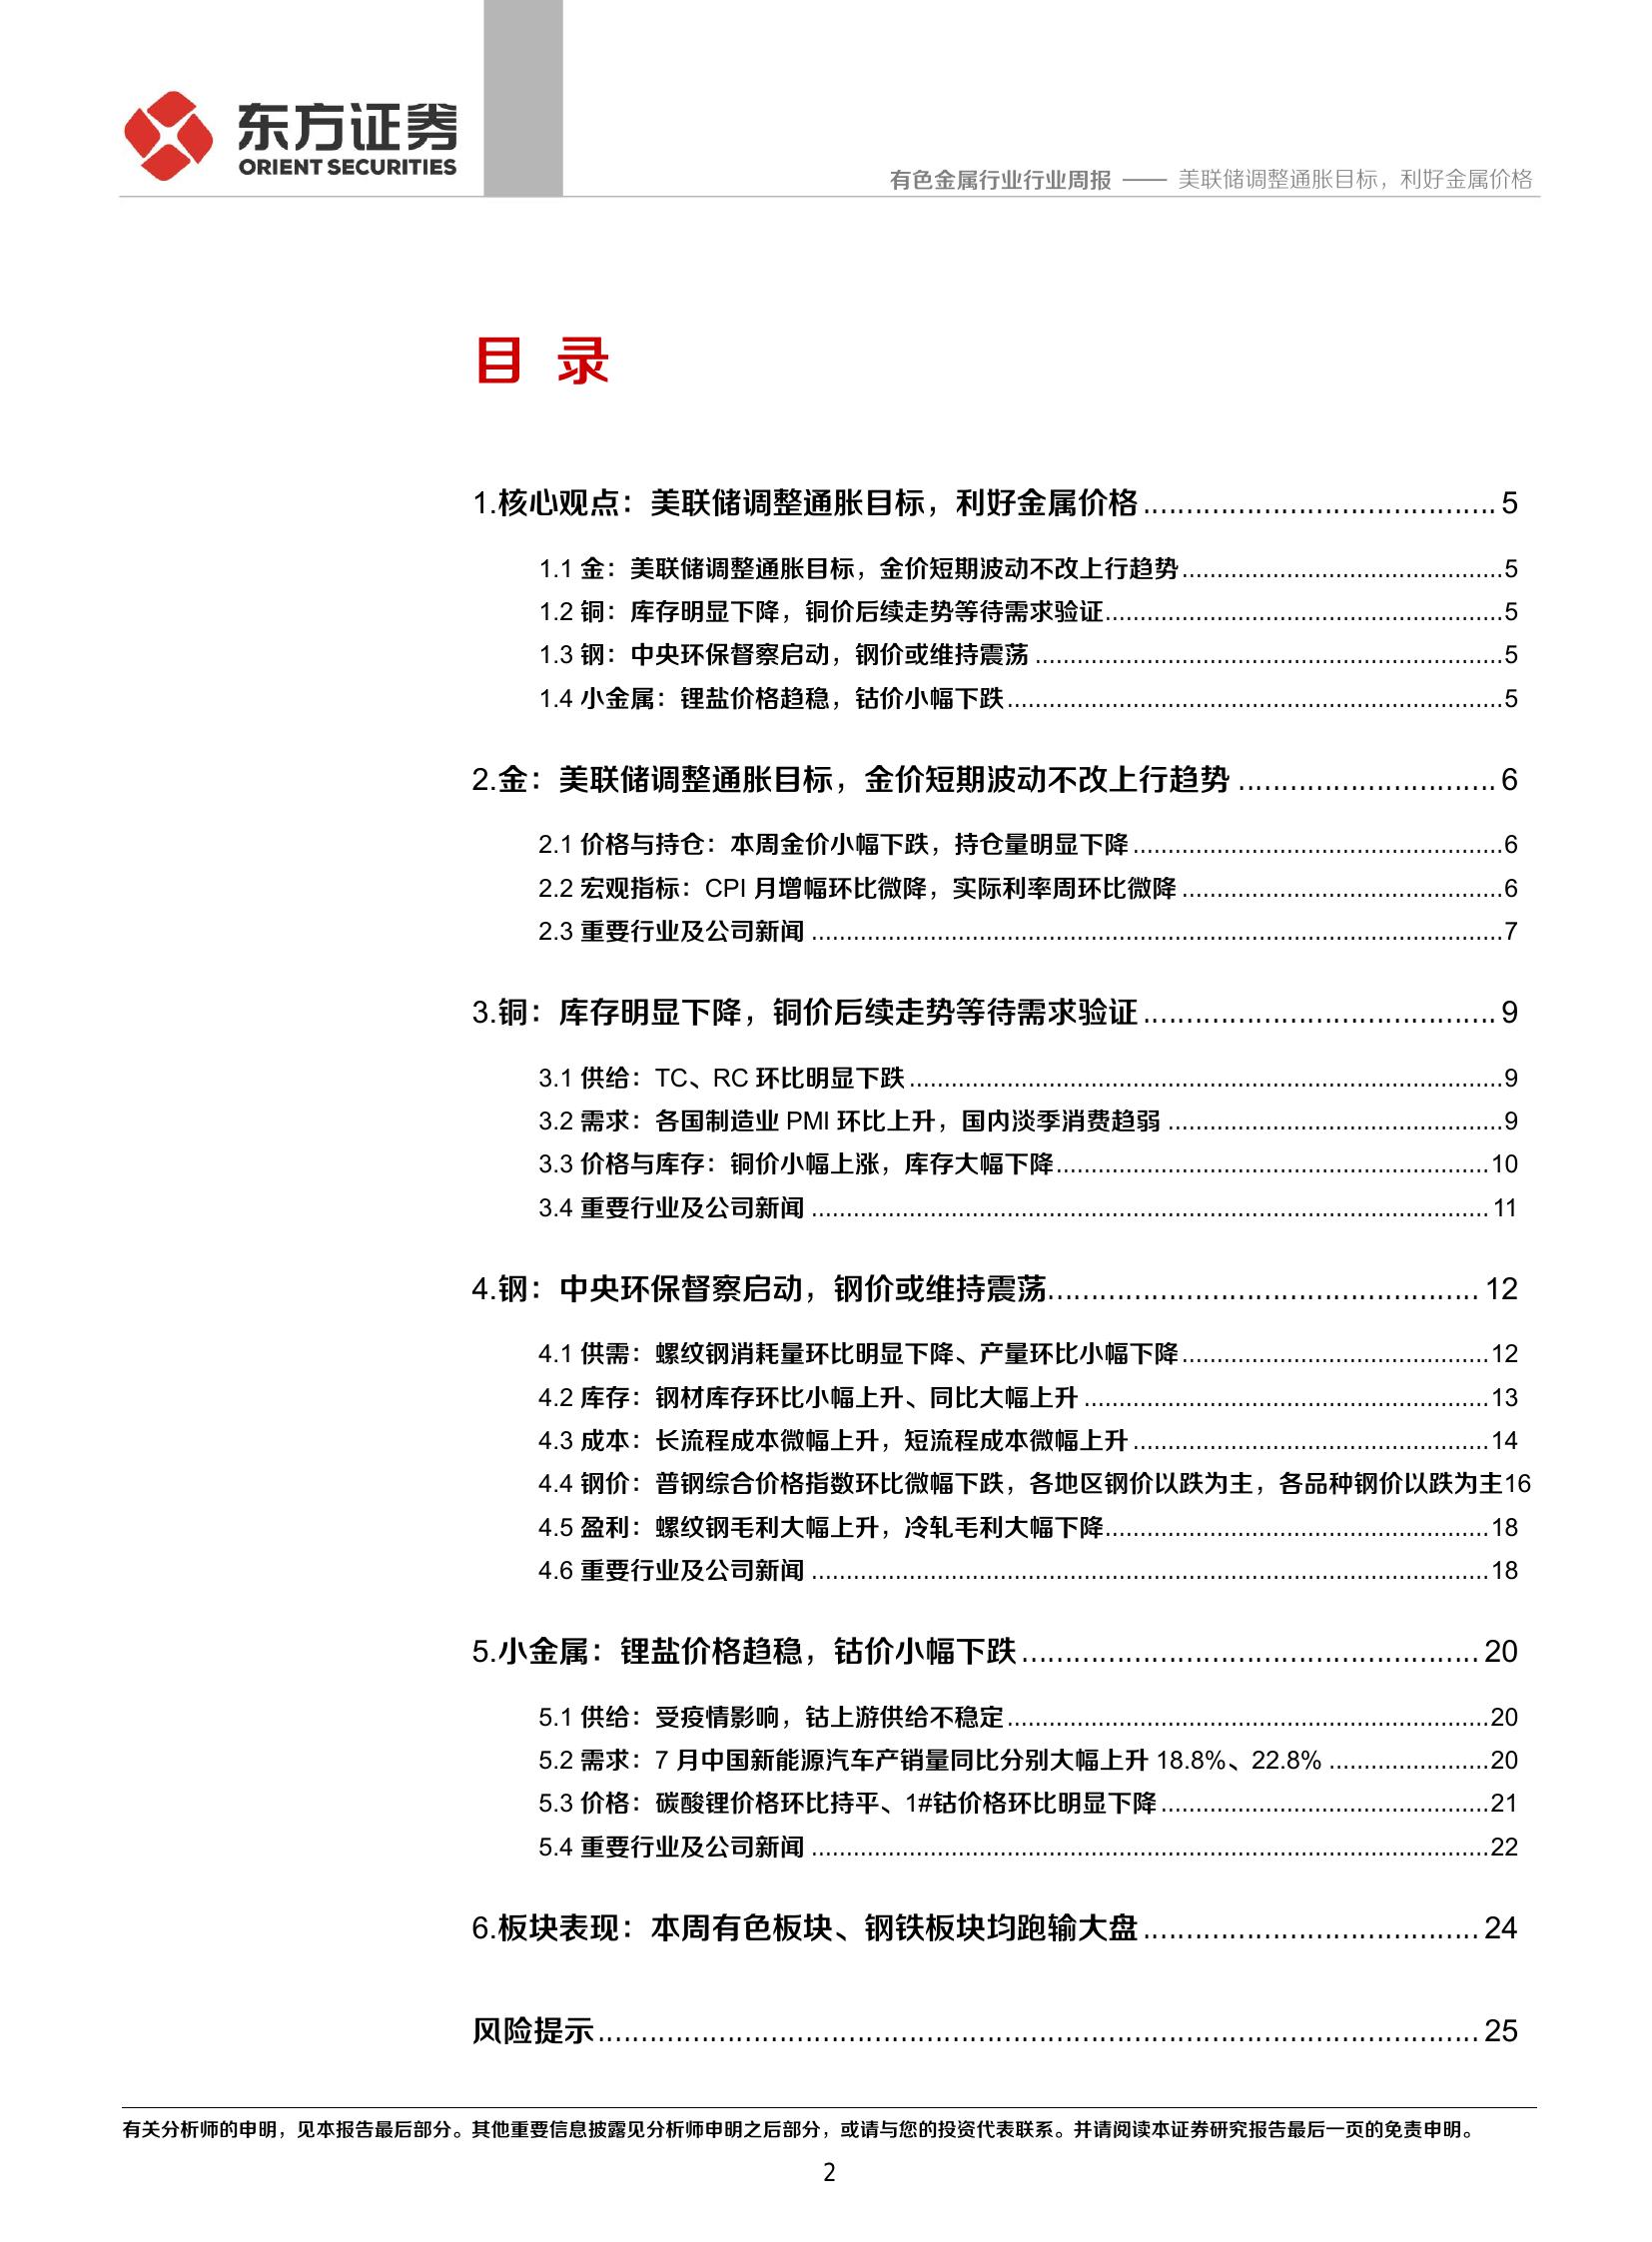 东方证券
ORIENT SECURITIES
有色金属行业行业周报 —— 美联储调整通胀目标，利好金属价格
目 录
1.核心观点：美联储调整通胀目标，利好金属价格......................................... 5
1.1 金：美联储调整通胀目标，金价短期波动不改上行趋势..............................................5
1.2 铜：库存明显下降，铜价后续走势等待需求验证.........................................................5
1.3 钢：中央环保督察启动，钢价或维持震荡 ...................................................................5
1.4 小金属：锂盐价格趋稳，钴价小幅下跌.......................................................................5
2.金：美联储调整通胀目标，金价短期波动不改上行趋势 .............................. 6
2.1 价格与持仓：本周金价小幅下跌，持仓量明显下降.....................................................6
2.2 宏观指标：CPI 月增幅环比微降，实际利率周环比微降 ..............................................6
2.3 重要行业及公司新闻 ...................................................................................................7
3.铜：库存明显下降，铜价后续走势等待需求验证......................................... 9
3.1 供给：TC、RC 环比明显下跌.....................................................................................9
3.2 需求：各国制造业 PMI 环比上升，国内淡季消费趋弱 ................................................9
3.3 价格与库存：铜价小幅上涨，库存大幅下降..............................................................10
3.4 重要行业及公司新闻 ................................................................................................. 11
4.钢：中央环保督察启动，钢价或维持震荡.................................................. 12
4.1 供需：螺纹钢消耗量环比明显下降、产量环比小幅下降............................................12
4.2 库存：钢材库存环比小幅上升、同比大幅上升 ..........................................................13
4.3 成本：长流程成本微幅上升，短流程成本微幅上升...................................................14
4.4 钢价：普钢综合价格指数环比微幅下跌，各地区钢价以跌为主，各品种钢价以跌为主16
4.5 盈利：螺纹钢毛利大幅上升，冷轧毛利大幅下降.......................................................18
4.6 重要行业及公司新闻 .................................................................................................18
5.小金属：锂盐价格趋稳，钴价小幅下跌..................................................... 20
5.1 供给：受疫情影响，钴上游供给不稳定.....................................................................20
5.2 需求：7 月中国新能源汽车产销量同比分别大幅上升 18.8%、22.8% .......................20
5.3 价格：碳酸锂价格环比持平、1#钴价格环比明显下降...............................................21
5.4 重要行业及公司新闻 .................................................................................................22
6.板块表现：本周有色板块、钢铁板块均跑输大盘....................................... 24
风险提示....................................................................................................... 25
有关分析师的申明，见本报告最后部分。其他重要信息披露见分析师申明之后部分，或请与您的投资代表联系。并请阅读本证券研究报告最后一页的免责申明。
2